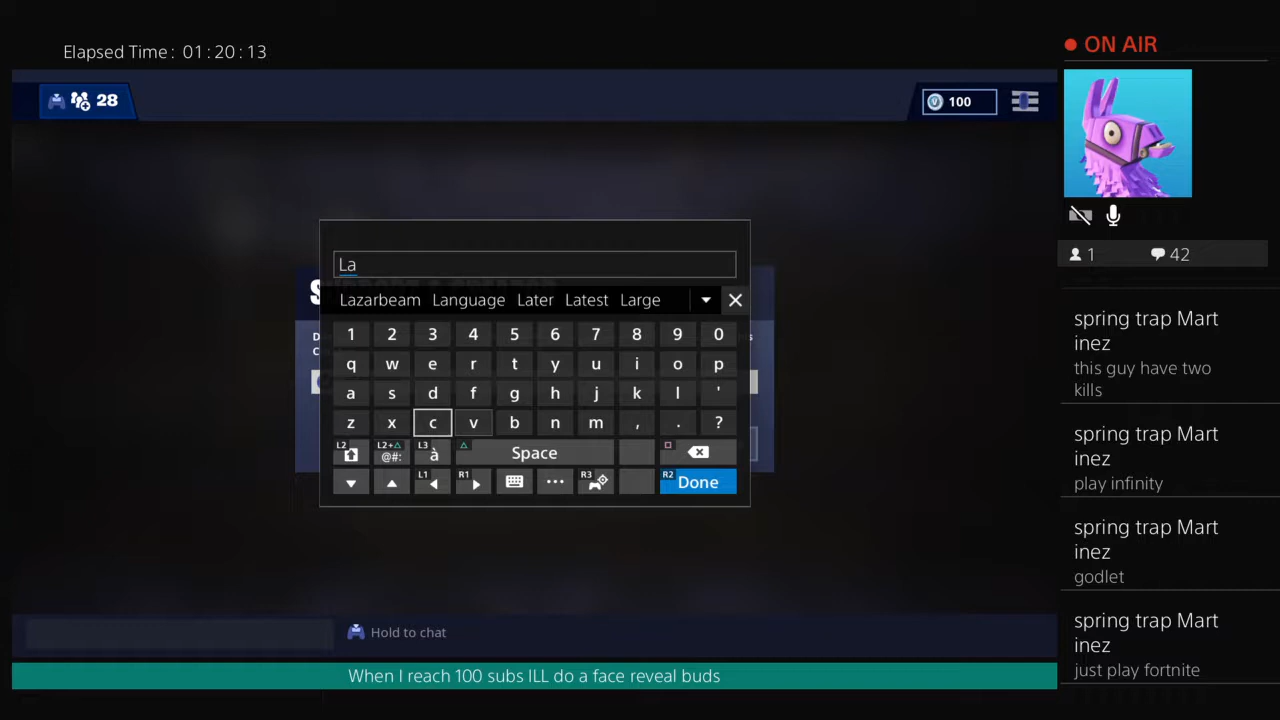 Elapsed Time: 01:20:13
ON AIR
28
100
1
42
La
Lazarbeam Language Later Latest Large
1 2 3 4 5 6 7 8 9 0
q w e r t y u i o p
a s d f g h j k l '
z x c v b n m , . ?
L2 L2+△ @#: L3 à △ Space □
L1 R1 ... R3 R2 Done
Hold to chat
When I reach 100 subs ILL do a face reveal buds
spring trap Mart
inez
this guy have two
kills
spring trap Mart
inez
play infinity
spring trap Mart
inez
godlet
spring trap Mart
inez
just play fortnite